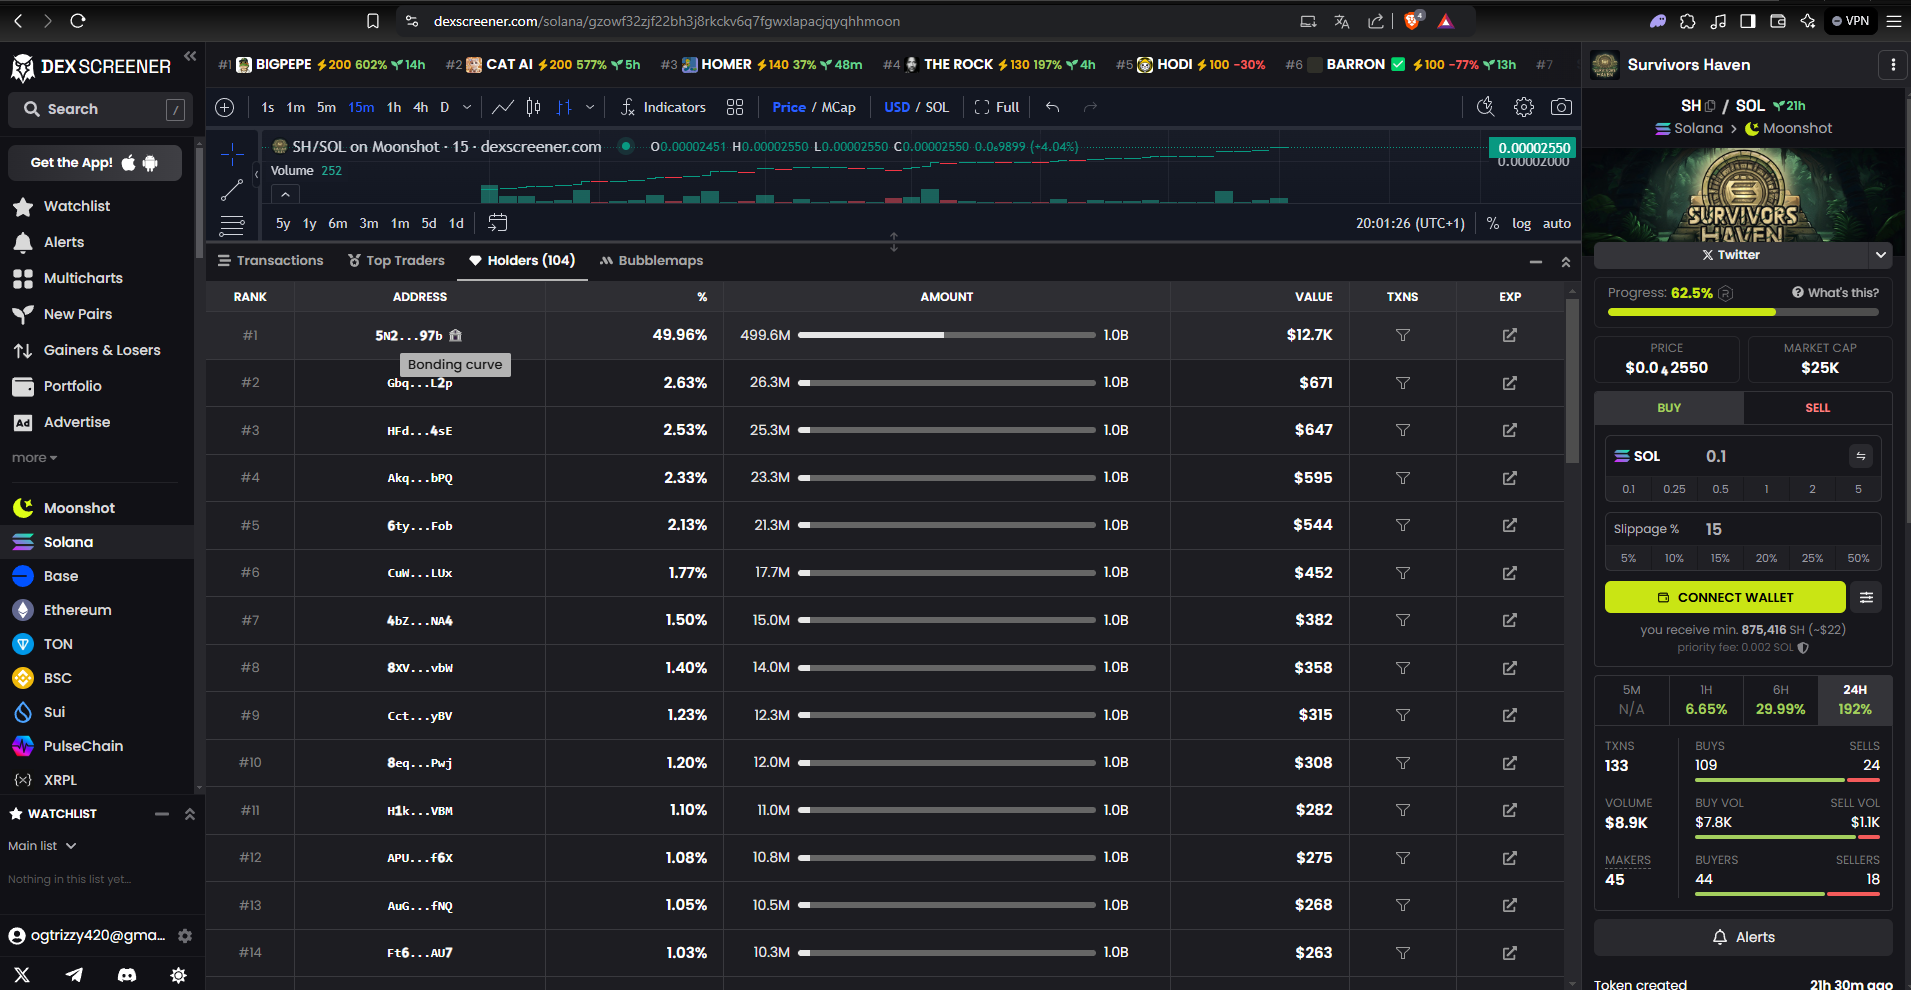 dexscreener.com/solana/gzowf32zjf22bh3j8rkckv6q7fgwxlapacjqyqhhmoon
4
VPN
DEXSCREENER
#1 BIGPEPE 200 602% 14h #2 CAT AI 200 577% 5h #3 HOMER 140 37% 48m #4 THE ROCK 130 197% 4h #5 HODI 100 -30% #6 BARRON 100 -77% 13h #7
Survivors Haven
Search /
1s 1m 5m 15m 1h 4h D Indicators Price / MCap USD / SOL Full
SH / SOL 21h
Solana > Moonshot
Get the App!
SH/SOL on Moonshot · 15 · dexscreener.com O0.00002451 H0.00002550 L0.00002550 C0.00002550 0.0₆9899 (+4.04%)
0.00002550
0.00002000
Volume 252
5y 1y 6m 3m 1m 5d 1d
20:01:26 (UTC+1) % log auto
SURVIVORS
HAVEN
Twitter
Watchlist
Alerts
Multicharts
New Pairs
Gainers & Losers
Portfolio
Ad Advertise
more
Moonshot
Solana
Base
Ethereum
TON
BSC
Sui
PulseChain
XRPL
WATCHLIST
Main list
Nothing in this list yet...
ogtrizzy420@gma...
Transactions Top Traders Holders (104) Bubblemaps
RANK ADDRESS % AMOUNT VALUE TXNS EXP
#1 5N2...97b 49.96% 499.6M 1.0B $12.7K
Bonding curve
#2 Gbq...L2p 2.63% 26.3M 1.0B $671
#3 HFd...4sE 2.53% 25.3M 1.0B $647
#4 Akq...bPQ 2.33% 23.3M 1.0B $595
#5 6ty...Fob 2.13% 21.3M 1.0B $544
#6 CuW...LUx 1.77% 17.7M 1.0B $452
#7 4bZ...NA4 1.50% 15.0M 1.0B $382
#8 8XV...vbW 1.40% 14.0M 1.0B $358
#9 Cct...yBV 1.23% 12.3M 1.0B $315
#10 8eq...Pwj 1.20% 12.0M 1.0B $308
#11 H1k...VBM 1.10% 11.0M 1.0B $282
#12 APU...f6X 1.08% 10.8M 1.0B $275
#13 AuG...fNQ 1.05% 10.5M 1.0B $268
#14 Ft6...AU7 1.03% 10.3M 1.0B $263
Progress: 62.5% What's this?
PRICE MARKET CAP
$0.0₄2550 $25K
BUY SELL
SOL 0.1
0.1 0.25 0.5 1 2 5
Slippage % 15
5% 10% 15% 20% 25% 50%
CONNECT WALLET
you receive min. 875,416 SH (~$22)
priority fee: 0.002 SOL
5M 1H 6H 24H
N/A 6.65% 29.99% 192%
TXNS BUYS SELLS
133 109 24
VOLUME BUY VOL SELL VOL
$8.9K $7.8K $1.1K
MAKERS BUYERS SELLERS
45 44 18
Alerts
Token created 21h 30m ago